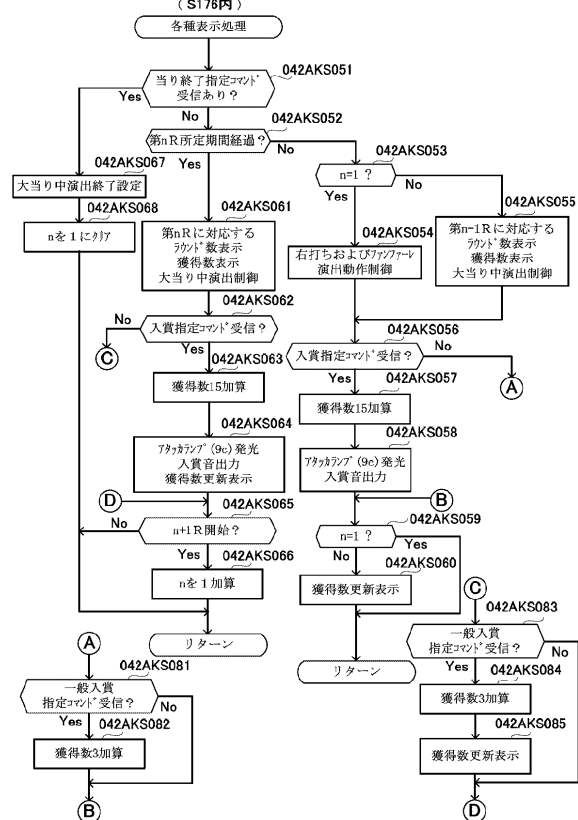 (S176内)
各種表示処理
当り終了指定ｺﾏﾝﾄﾞ
受信あり?
042AKS051
Yes
No
第nR所定期間経過?
042AKS052
Yes
No
n=1 ?
042AKS053
Yes
No
042AKS067
大当り中演出終了設定
042AKS068
nを1にクリア
042AKS061
第nRに対応する
ﾗｳﾝﾄﾞ数表示
獲得数表示
大当り中演出制御
042AKS054
右打ちおよびﾌｧﾝﾌｧｰﾚ
演出動作制御
042AKS055
第n-1Rに対応する
ﾗｳﾝﾄﾞ数表示
獲得数表示
大当り中演出制御
042AKS062
入賞指定ｺﾏﾝﾄﾞ受信?
No
Yes
C
042AKS063
獲得数15加算
042AKS064
ｱﾀｯｶﾗﾝﾌﾟ(9c)発光
入賞音出力
獲得数更新表示
D
042AKS065
n+1R開始?
No
Yes
042AKS066
nを1加算
リターン
042AKS056
入賞指定ｺﾏﾝﾄﾞ受信?
No
Yes
A
042AKS057
獲得数15加算
042AKS058
ｱﾀｯｶﾗﾝﾌﾟ(9c)発光
入賞音出力
B
042AKS059
n=1 ?
No
Yes
042AKS060
獲得数更新表示
リターン
A
042AKS081
一般入賞
指定ｺﾏﾝﾄﾞ受信?
Yes
No
042AKS082
獲得数3加算
B
C
042AKS083
一般入賞
指定ｺﾏﾝﾄﾞ受信?
Yes
No
042AKS084
獲得数3加算
042AKS085
獲得数更新表示
D